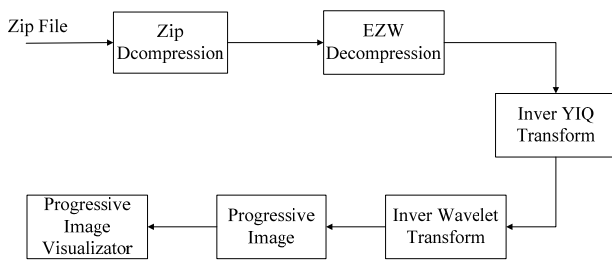 Zip File
Zip
Dcompression
EZW
Decompression
Inver YIQ
Transform
Inver Wavelet
Transform
Progressive
Image
Progressive
Image
Visualizator